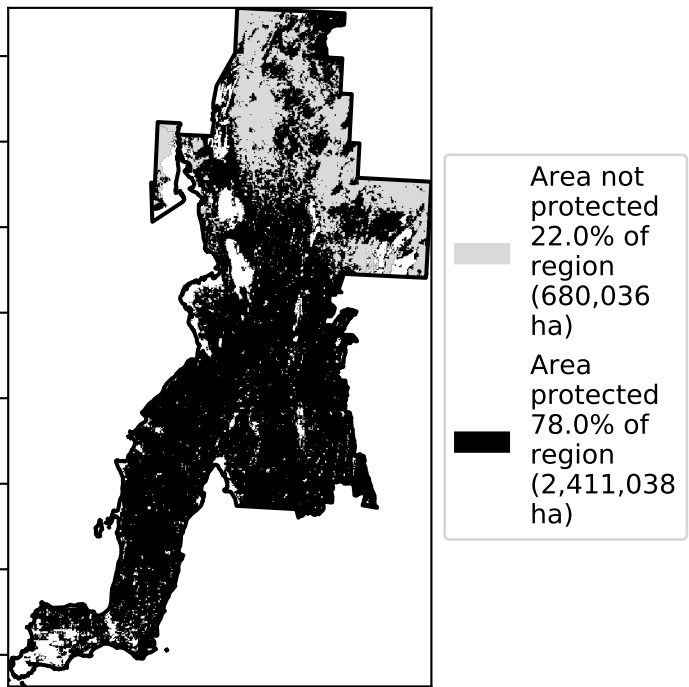 Area not
protected
22.0% of
region
(680,036
ha)
Area
protected
78.0% of
region
(2,411,038
ha)